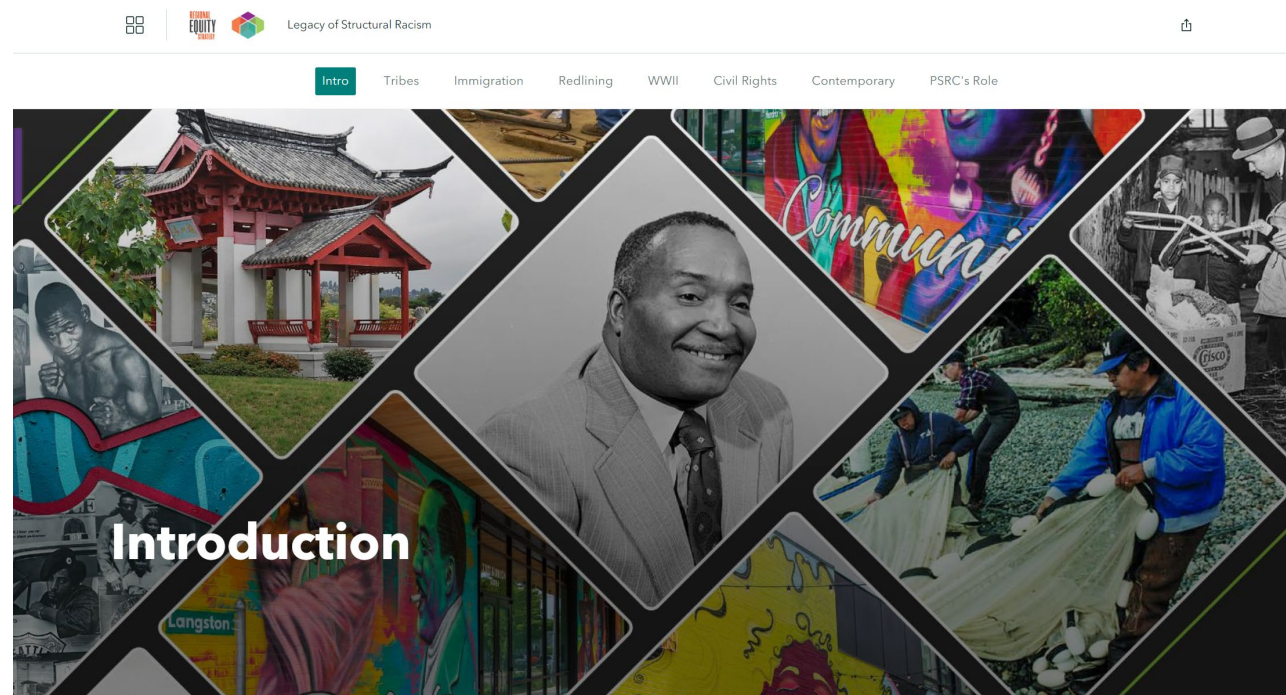 REGIONAL
EQUITY
STRATEGY
Legacy of Structural Racism
Intro
Tribes
Immigration
Redlining
WWII
Civil Rights
Contemporary
PSRC's Role
Communi
Crisco
Introduction
Langston